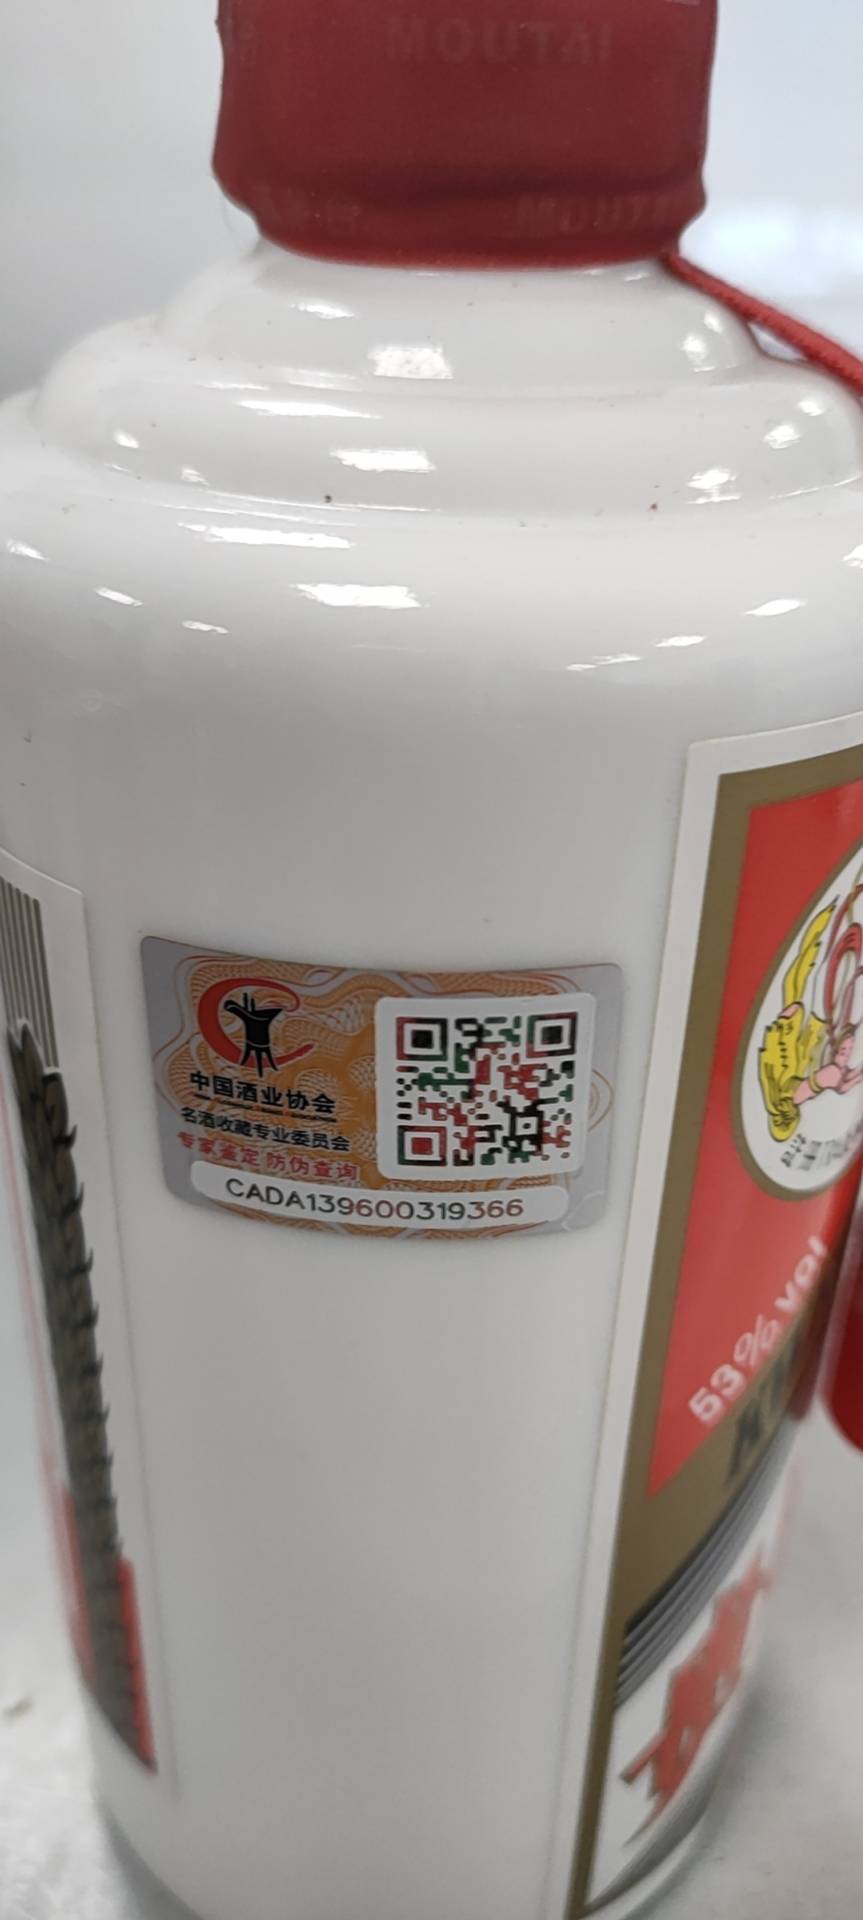 MOUTAI
MOUTAI
中国酒业协会
名酒收藏专业委员会
专家鉴定 防伪查询
CADA139600319366
53% vol